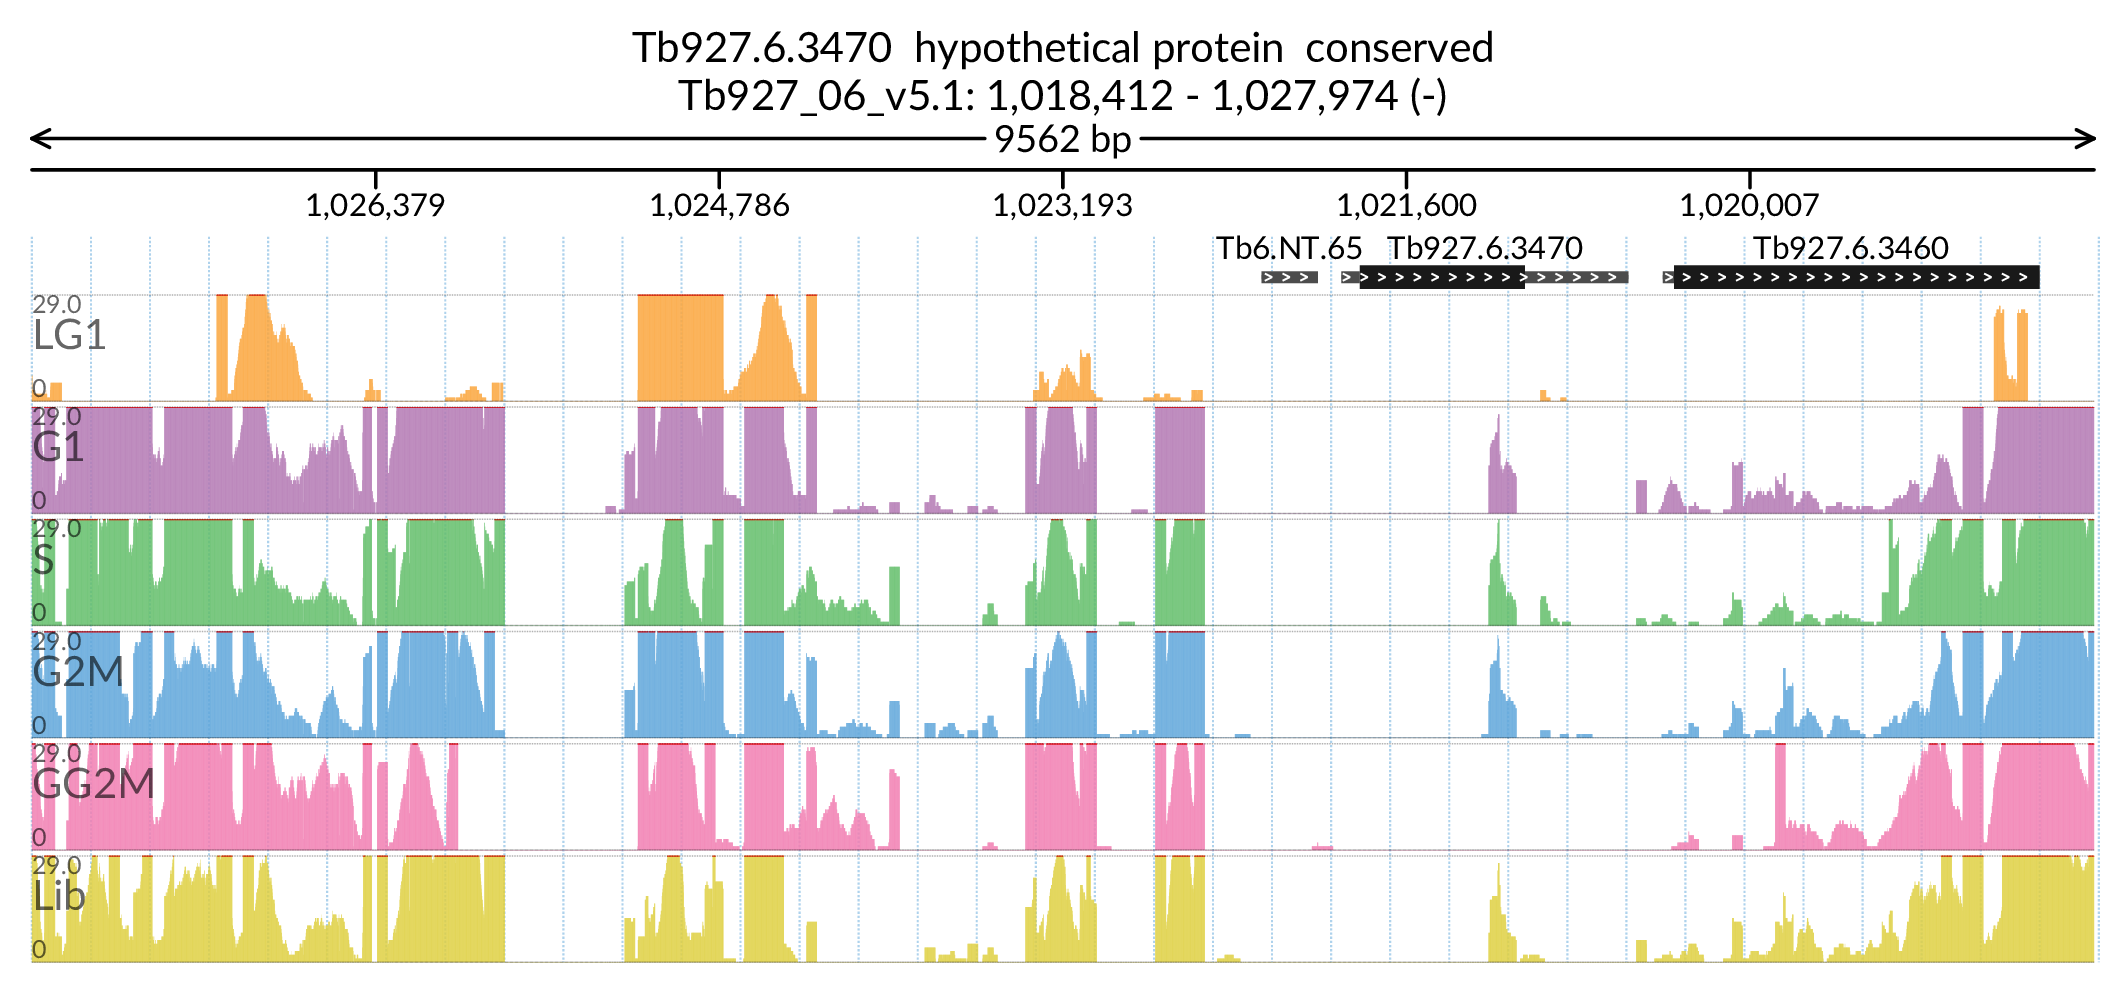 Tb927.6.3470  hypothetical protein  conserved
Tb927_06_v5.1: 1,018,412 - 1,027,974 (-)
9562 bp
1,026,379 1,024,786 1,023,193 1,021,600 1,020,007
Tb6.NT.65 Tb927.6.3470 Tb927.6.3460
29.0
LG1
0
29.0
G1
0
29.0
S
0
29.0
G2M
0
29.0
GG2M
0
29.0
Lib
0